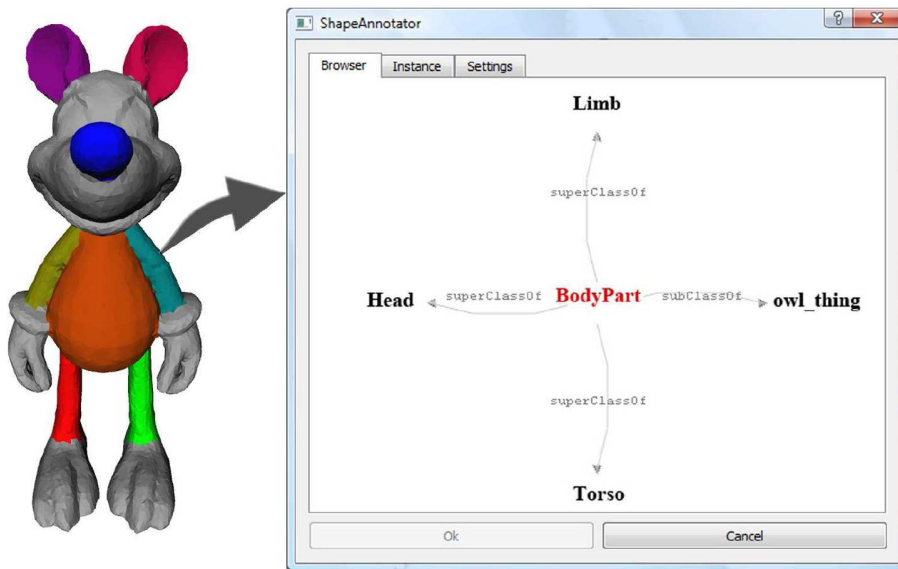 ShapeAnnotator
Browser Instance Settings
Limb
superClassOf
Head superClassOf BodyPart subClassOf owl_thing
superClassOf
Torso
Ok Cancel